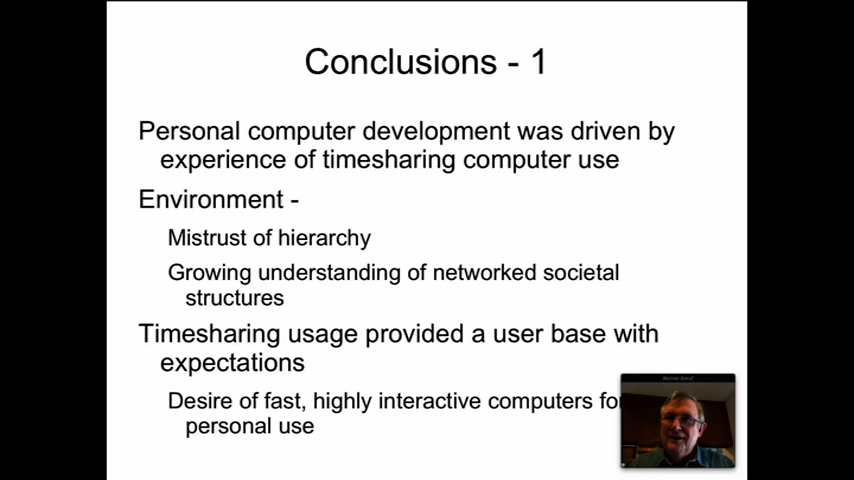 Conclusions - 1
Personal computer development was driven by
experience of timesharing computer use
Environment -
Mistrust of hierarchy
Growing understanding of networked societal
structures
Timesharing usage provided a user base with
expectations
Desire of fast, highly interactive computers for
personal use